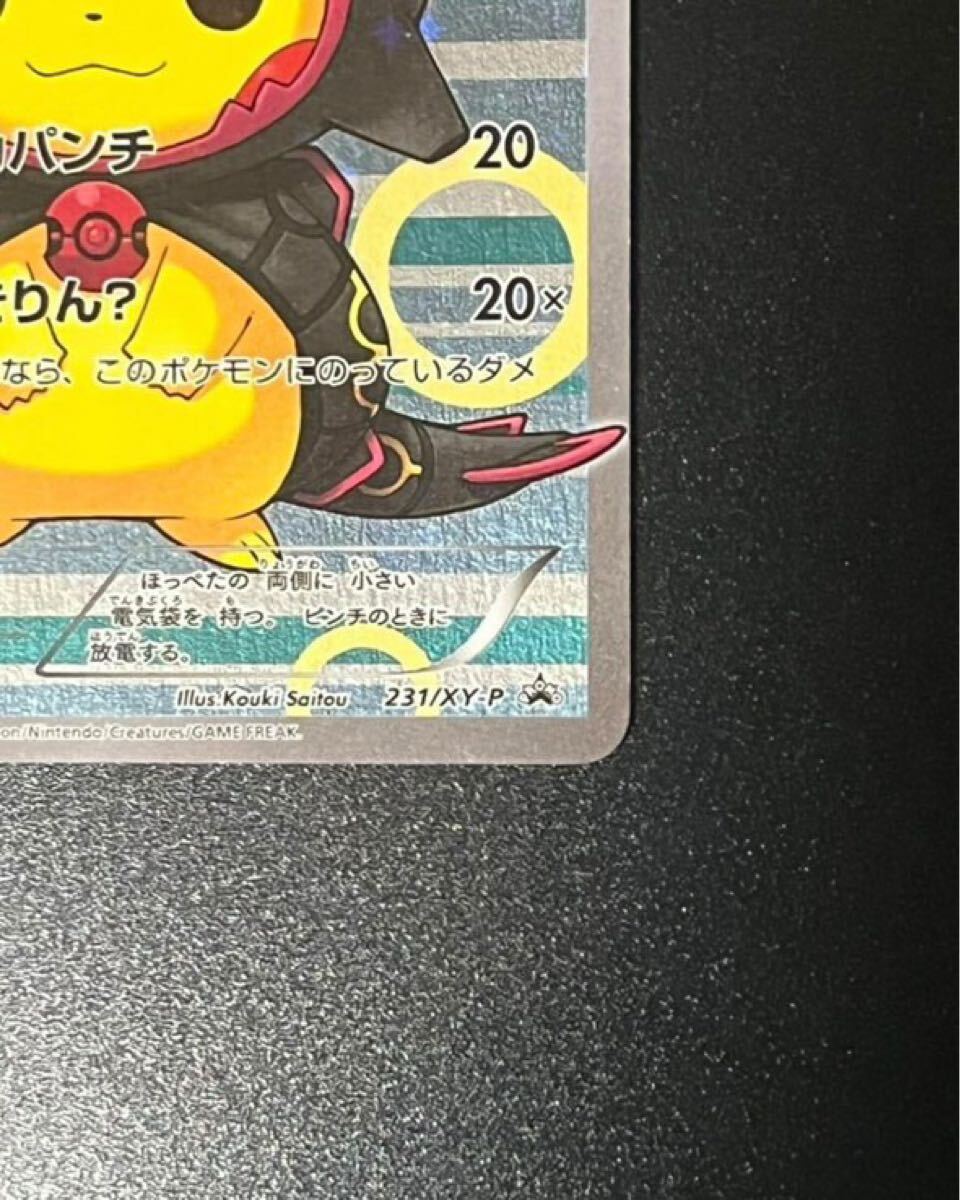 パンチ 20
りん? 20×
なら、このポケモンにのっているダメ
ほっぺたの 両側に 小さい
りょうがわ ちい
電気袋を 持つ。 ピンチのときに
でんきぶくろ も
放電する。
ほうでん
Illus.Kouki Saitou 231/XY-P
on/Nintendo/Creatures/GAME FREAK.